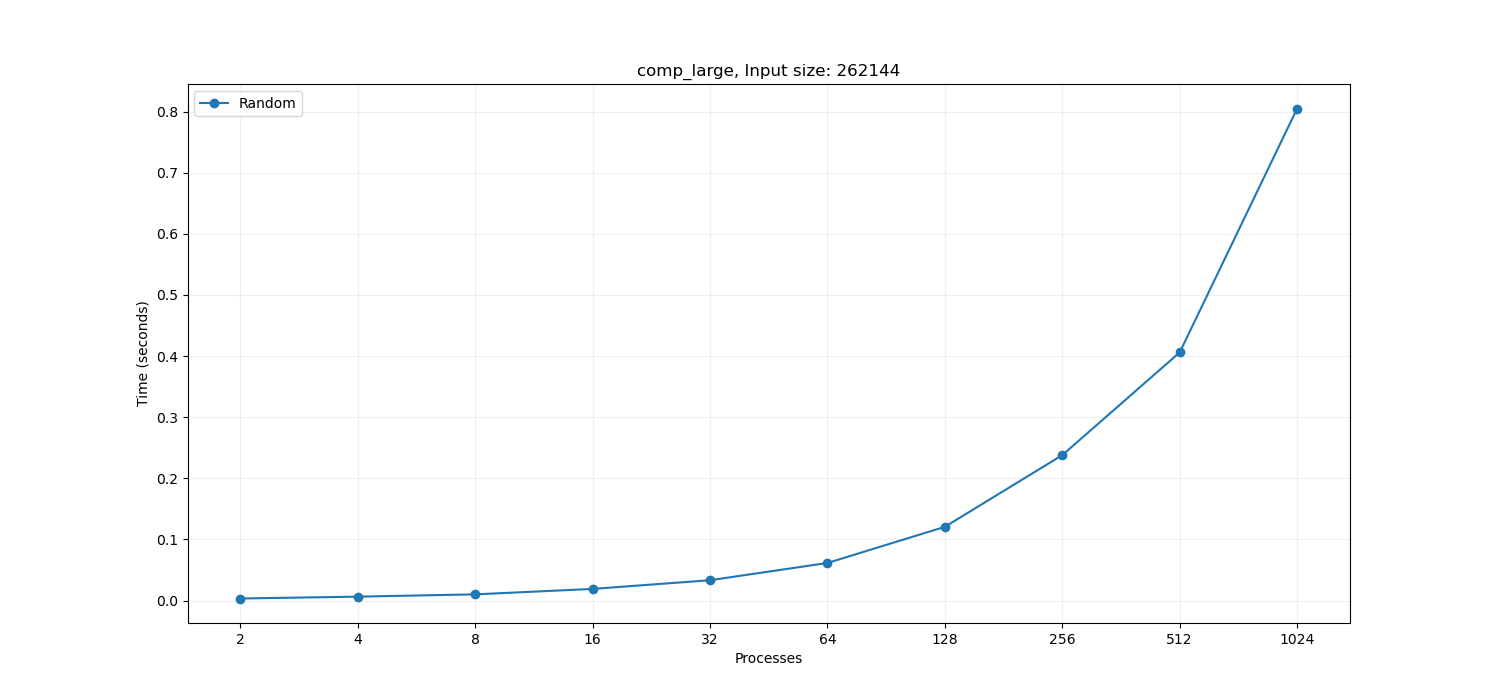 comp_large, Input size: 262144
Random
0.8
0.7
0.6
0.5
0.4
0.3
0.2
0.1
0.0
Time (seconds)
2 4 8 16 32 64 128 256 512 1024
Processes